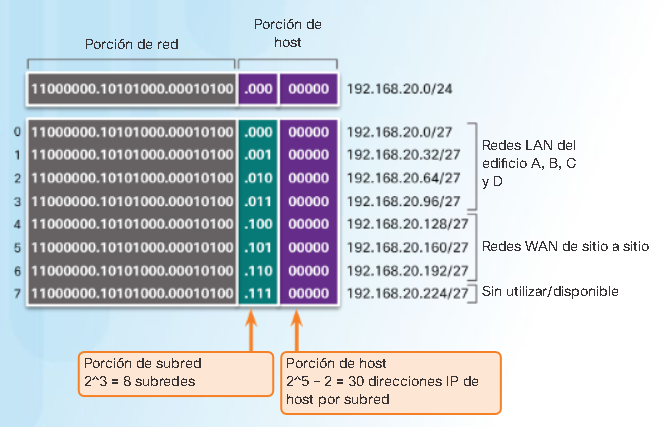 Porción de red
Porción de
host
11000000.10101000.00010100 .000 00000 192.168.20.0/24
0 11000000.10101000.00010100 .000 00000 192.168.20.0/27
1 11000000.10101000.00010100 .001 00000 192.168.20.32/27
2 11000000.10101000.00010100 .010 00000 192.168.20.64/27
3 11000000.10101000.00010100 .011 00000 192.168.20.96/27
Redes LAN del
edificio A, B, C
y D
4 11000000.10101000.00010100 .100 00000 192.168.20.128/27
5 11000000.10101000.00010100 .101 00000 192.168.20.160/27
6 11000000.10101000.00010100 .110 00000 192.168.20.192/27
Redes WAN de sitio a sitio
7 11000000.10101000.00010100 .111 00000 192.168.20.224/27 Sin utilizar/disponible
Porción de subred
2^3 = 8 subredes
Porción de host
2^5 – 2 = 30 direcciones IP de
host por subred